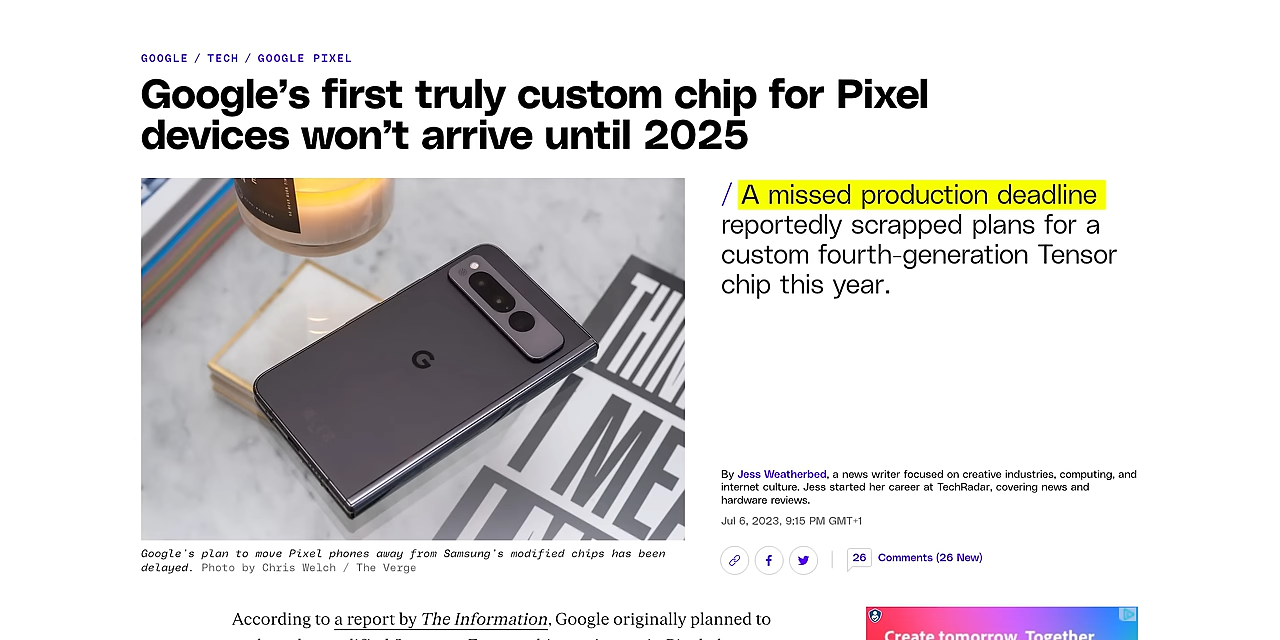 GOOGLE / TECH / GOOGLE PIXEL
Google’s first truly custom chip for Pixel
devices won’t arrive until 2025
/ A missed production deadline
reportedly scrapped plans for a
custom fourth-generation Tensor
chip this year.
G
I
By Jess Weatherbed, a news writer focused on creative industries, computing, and
internet culture. Jess started her career at TechRadar, covering news and
hardware reviews.
Jul 6, 2023, 9:15 PM GMT+1
26 Comments (26 New)
Google's plan to move Pixel phones away from Samsung's modified chips has been
delayed. Photo by Chris Welch / The Verge
According to a report by The Information, Google originally planned to
Create tomorrow. Together